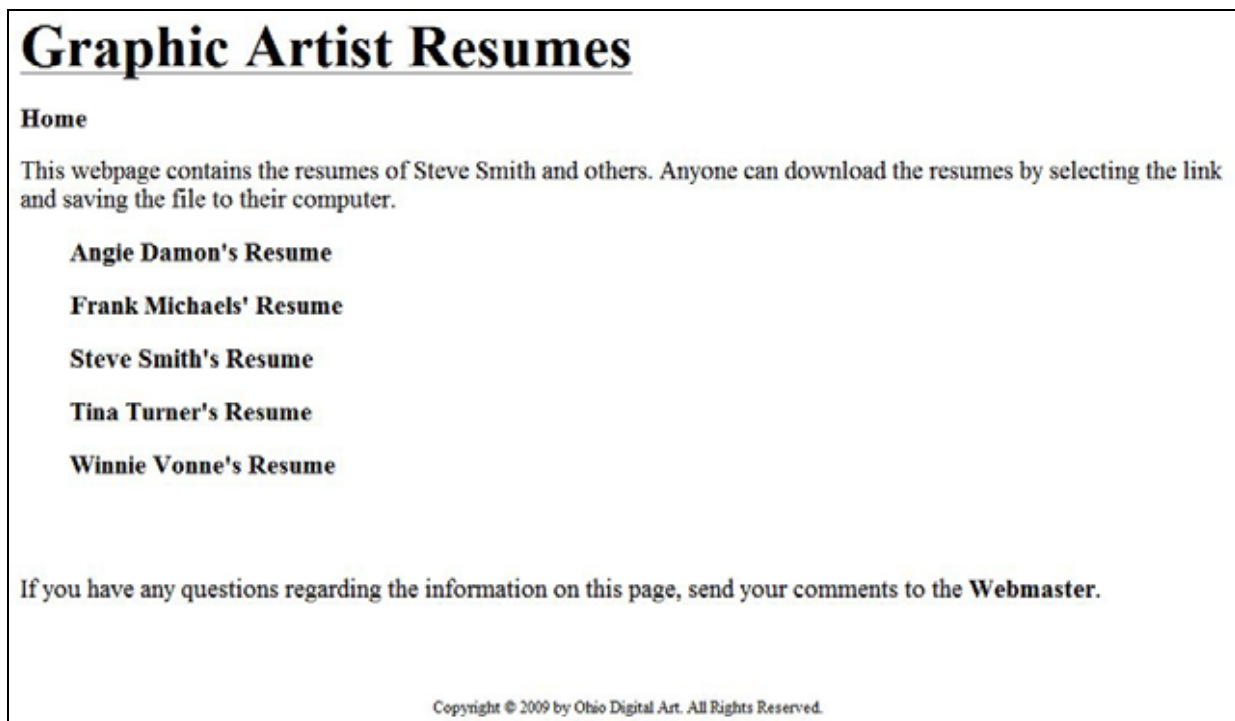 Graphic Artist Resumes
Home
This webpage contains the resumes of Steve Smith and others. Anyone can download the resumes by selecting the link
and saving the file to their computer.
Angie Damon's Resume
Frank Michaels' Resume
Steve Smith's Resume
Tina Turner's Resume
Winnie Vonne's Resume
If you have any questions regarding the information on this page, send your comments to the Webmaster.
Copyright © 2009 by Ohio Digital Art. All Rights Reserved.